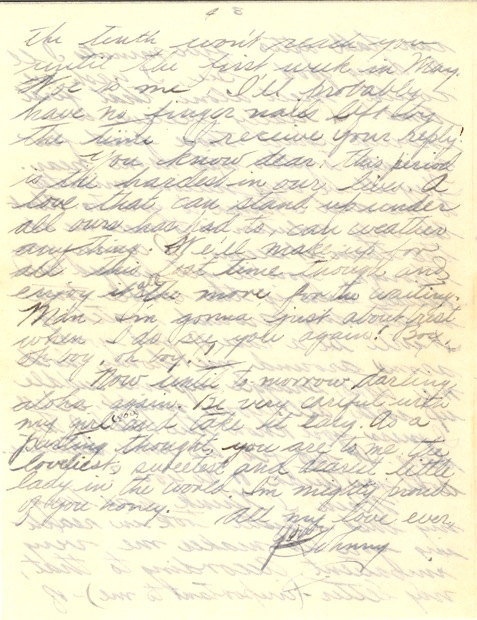 the tenth won't reach you
until the first week in May.
Woe is me! I'll probably
have no finger nails left by
the time I receive your reply!
You know dear, this period
is the hardest in our lives. A
love that can stand up under
all ours has had to, can weather
anything. We'll make up for
all this lost time though and
enjoy it all the more for the waiting.
Man, I'm gonna just about bust
when I do see you again! Boy,
oh boy, oh boy.
Now until tomorrow darling,
aloha again. Be very careful with
my girl and take it easy. As a
parting thought, you are to me the
loveliest, sweetest and dearest little
lady in the world. I'm mighty proud
of you honey. All my love ever,
Your Johnny